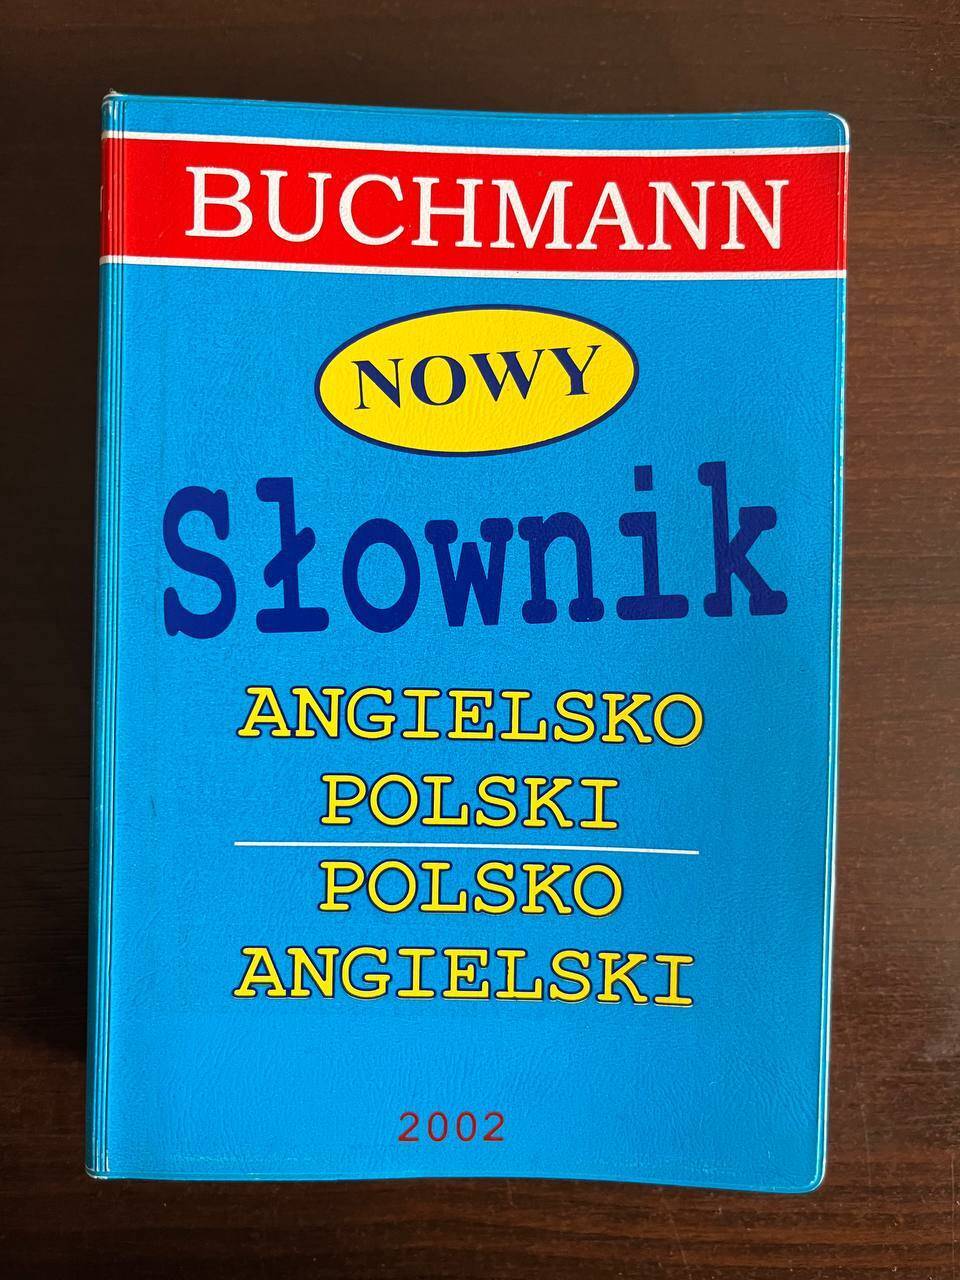 BUCHMANN
NOWY
Słownik
ANGIELSKO
POLSKI
POLSKO
ANGIELSKI
2002